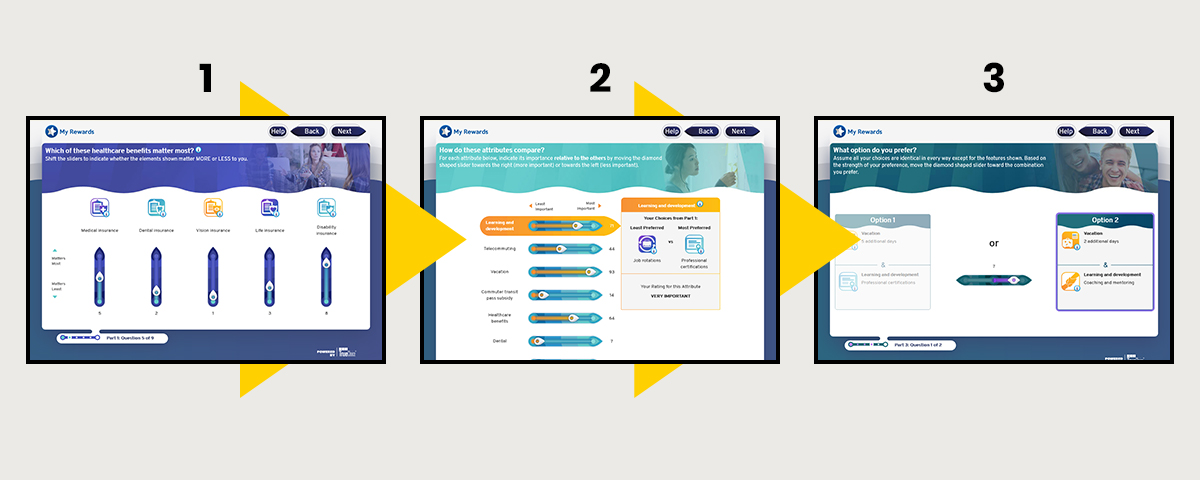 1
2
3
My Rewards
Help
Back
Next
Which of these healthcare benefits matter most?
Shift the sliders to indicate whether the elements shown matter MORE or LESS to you.
Medical insurance
Dental insurance
Vision insurance
Life insurance
Disability
insurance
Matters
Most
Matters
Least
5
2
1
3
8
Part 1: Question 5 of 9
POWERED
BY
My Rewards
Help
Back
Next
How do these attributes compare?
For each attribute below, indicate its importance relative to the others by moving the diamond
shaped slider towards the right (more important) or towards the left (less important).
Least
Important
Most
Important
Learning and
development
71
Telecommuting
44
Vacation
93
Commuter transit
pass subsidy
14
Healthcare
benefits
64
Dental
7
Learning and development
Your Choices from Part 1:
Least Preferred
Most Preferred
vs
Job rotations
Professional
certifications
Your Rating for this Attribute
VERY IMPORTANT
My Rewards
Help
Back
Next
What option do you prefer?
Assume all your choices are identical in every way except for the features shown. Based on
the strength of your preference, move the diamond shaped slider toward the combination
you prefer.
Option 1
Vacation
5 additional days
&
Learning and development
Professional certifications
or
Option 2
Vacation
2 additional days
&
Learning and development
Coaching and mentoring
Part 3: Question 1 of 2